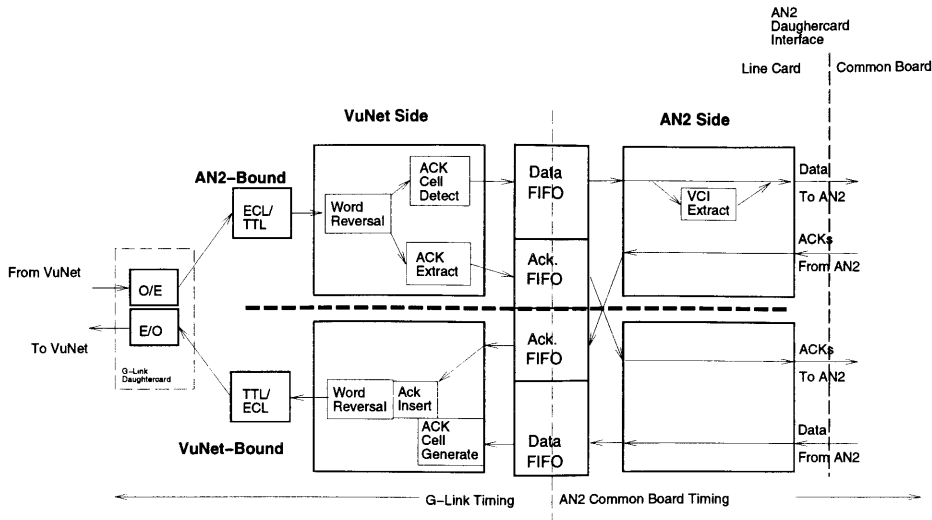 AN2
Daughercard
Interface
Line Card
Common Board
VuNet Side
AN2 Side
AN2-Bound
ACK
Cell
Detect
Data
FIFO
Data
To AN2
VCI
Extract
ECL/
TTL
Word
Reversal
ACK
Extract
Ack.
FIFO
ACKs
From AN2
From VuNet
O/E
E/O
To VuNet
G-Link
Daughtercard
Ack.
FIFO
ACKs
To AN2
TTL/
ECL
Word
Reversal
Ack
Insert
ACK
Cell
Generate
Data
FIFO
Data
From AN2
VuNet-Bound
G-Link Timing
AN2 Common Board Timing